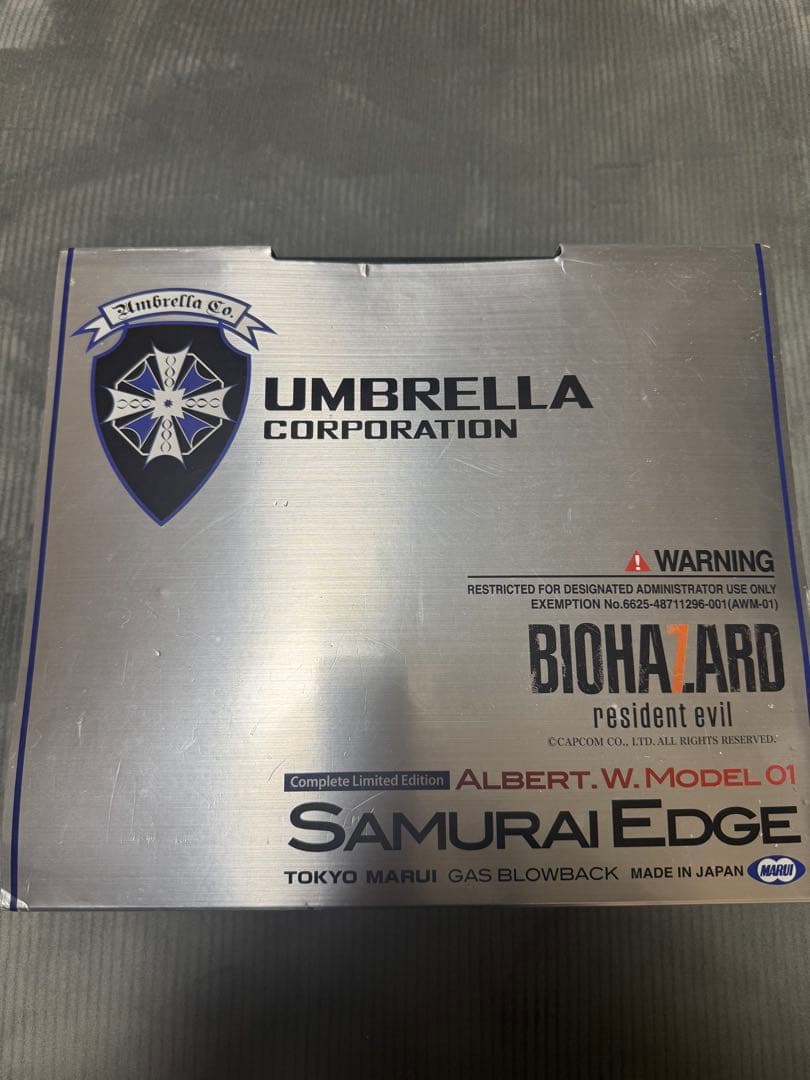 Umbrella Co.
UMBRELLA
CORPORATION
WARNING
RESTRICTED FOR DESIGNATED ADMINISTRATOR USE ONLY
EXEMPTION No.6625-48711296-001(AWM-01)
BIOHA7ARD
resident evil
©CAPCOM CO., LTD. ALL RIGHTS RESERVED.
Complete Limited Edition ALBERT.W.MODEL 01
SAMURAI EDGE
TOKYO MARUI GAS BLOWBACK MADE IN JAPAN MARUI